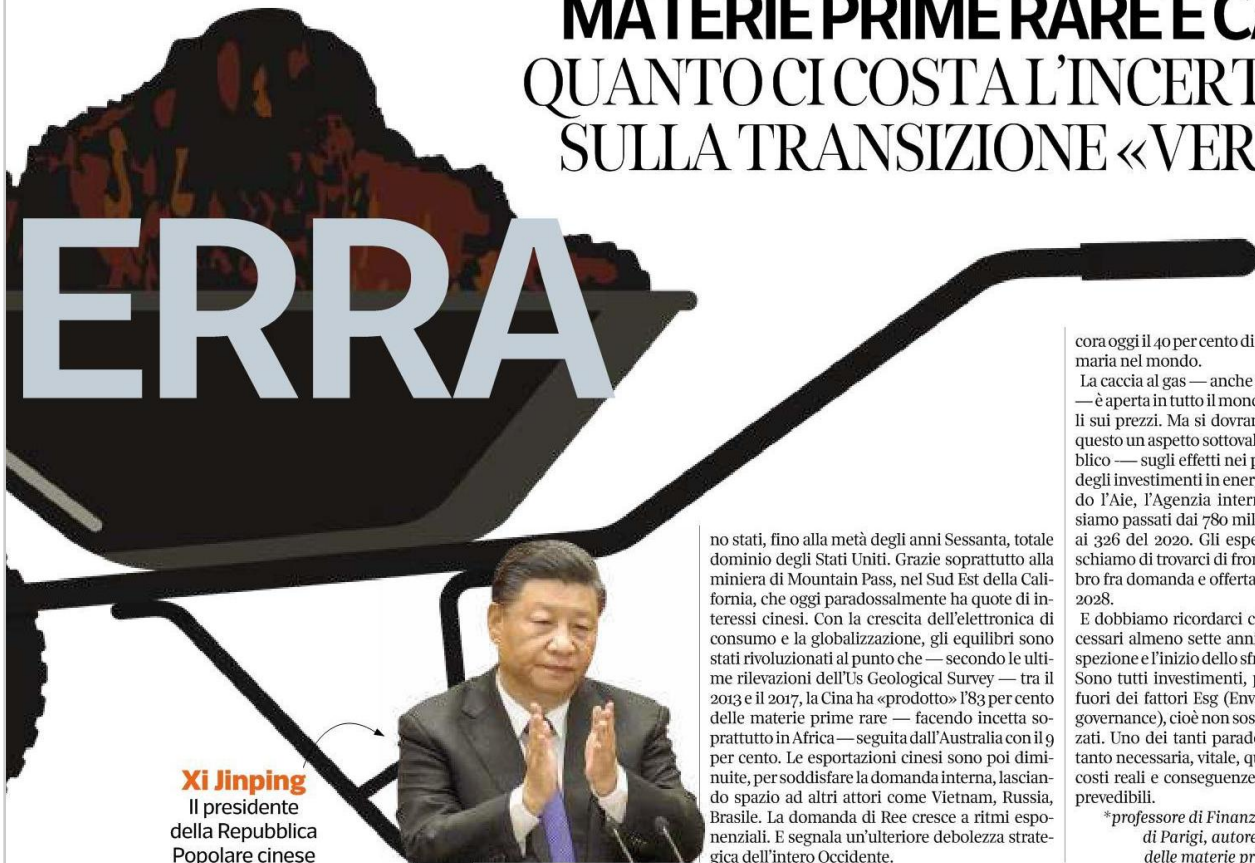 MATERIE PRIME RARE E
QUANTO CI COSTA L'INCERT
SULLA TRANSIZIONE «VER
ERRA
Xi Jinping
Il presidente
della Repubblica
Popolare cinese
no stati, fino alla metà degli anni Sessanta, totale
dominio degli Stati Uniti. Grazie soprattutto alla
miniera di Mountain Pass, nel Sud Est della Cali-
fornia, che oggi paradossalmente ha quote di in-
teressi cinesi. Con la crescita dell'elettronica di
consumo e la globalizzazione, gli equilibri sono
stati rivoluzionati al punto che — secondo le ulti-
me rilevazioni dell'Us Geological Survey — tra il
2013 e il 2017, la Cina ha «prodotto» l'83 per cento
delle materie prime rare — facendo incetta so-
prattutto in Africa — seguita dall'Australia con il 9
per cento. Le esportazioni cinesi sono poi dimi-
nuite, per soddisfare la domanda interna, lascian-
do spazio ad altri attori come Vietnam, Russia,
Brasile. La domanda di Ree cresce a ritmi espo-
nenziali. E segnala un'ulteriore debolezza strate-
gica dell'intero Occidente.
cora oggi il 40 per cento di
maria nel mondo.
La caccia al gas — anche
— è aperta in tutto il mond
li sui prezzi. Ma si dovran
questo un aspetto sottoval
blico -— sugli effetti nei p
degli investimenti in ener
do l'Aie, l'Agenzia intern
siamo passati dai 780 mil
ai 326 del 2020. Gli espe
schiamo di trovarci di fron
bro fra domanda e offerta
2028.
E dobbiamo ricordarci c
cessari almeno sette anni
spezione e l'inizio dello sfr
Sono tutti investimenti, p
fuori dei fattori Esg (Env
governance), cioè non sos
zati. Uno dei tanti parado
tanto necessaria, vitale, qu
costi reali e conseguenze
prevedibili.
*professore di Finanz
di Parigi, autore
delle materie pr